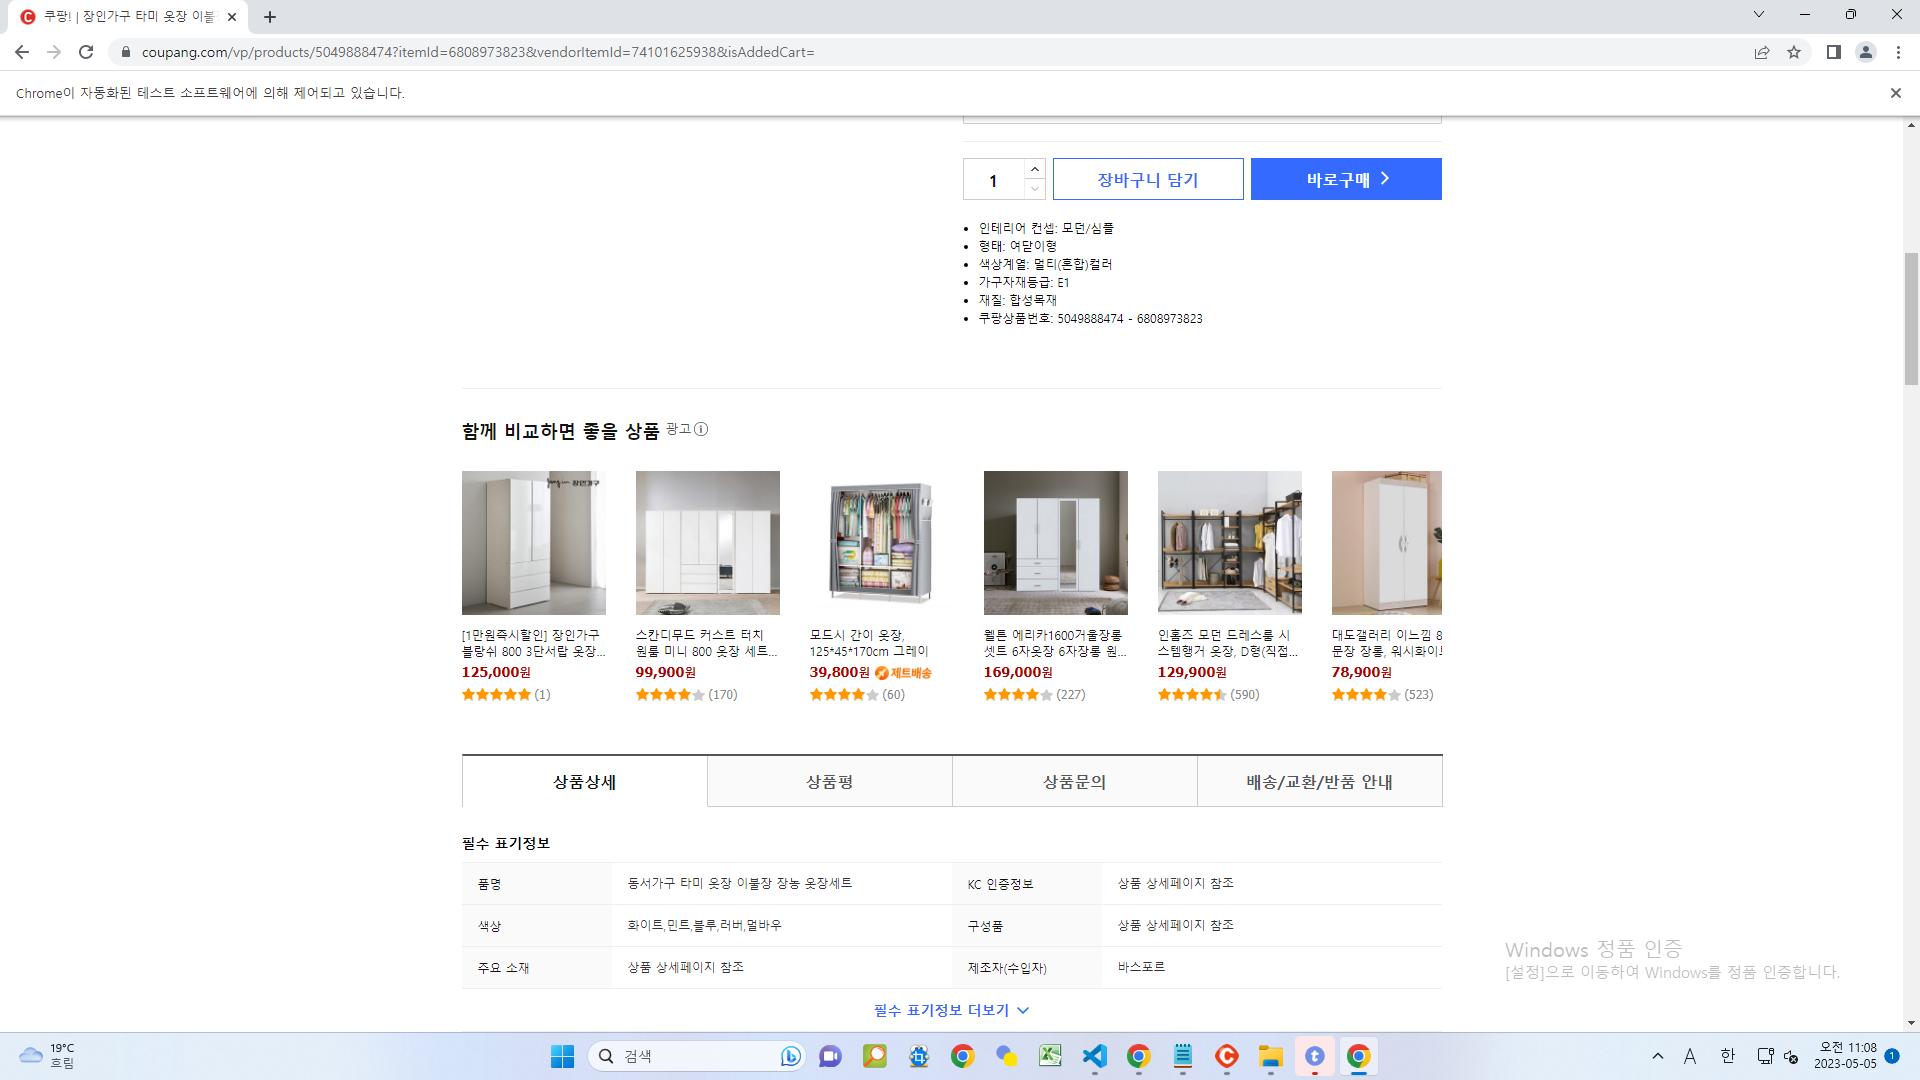 쿠팡! | 장인가구 타미 옷장 이불
coupang.com/vp/products/5049888474?itemId=6808973823&vendorItemId=74101625938&isAddedCart=
Chrome이 자동화된 테스트 소프트웨어에 의해 제어되고 있습니다.
1
장바구니 담기
바로구매
인테리어 컨셉: 모던/심플
형태: 여닫이형
색상계열: 멀티(혼합)컬러
가구자재등급: E1
재질: 합성목재
쿠팡상품번호: 5049888474 - 6808973823
함께 비교하면 좋을 상품 광고
장인가구
[1만원즉시할인] 장인가구
블랑쉬 800 3단서랍 옷장...
125,000원
(1)
스칸디무드 커스트 터치
원룸 미니 800 옷장 세트...
99,900원
(170)
모드시 간이 옷장,
125*45*170cm 그레이
39,800원 제트배송
(60)
웰튼 에리카1600거울장롱
셋트 6자옷장 6자장롱 원...
169,000원
(227)
인홈즈 모던 드레스룸 시
스템행거 옷장, D형(직접...
129,900원
(590)
대도갤러리 이느낌 8
문장 장롱, 워시화이트
78,900원
(523)
상품상세
상품평
상품문의
배송/교환/반품 안내
필수 표기정보
품명
동서가구 타미 옷장 이불장 장농 옷장세트
KC 인증정보
상품 상세페이지 참조
색상
화이트,민트,블루,러버,멀바우
구성품
상품 상세페이지 참조
주요 소재
상품 상세페이지 참조
제조자(수입자)
바스포르
필수 표기정보 더보기
Windows 정품 인증
[설정]으로 이동하여 Windows를 정품 인증합니다.
19°C
흐림
검색
A
한
오전 11:08
2023-05-05
1